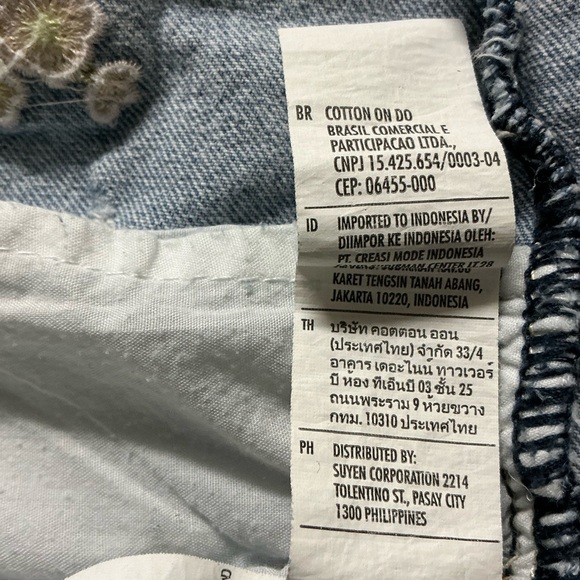 BR COTTON ON DO
BRASIL COMERCIAL E
PARTICIPACAO LTDA.,
CNPJ 15.425.654/0003-04
CEP: 06455-000
ID IMPORTED TO INDONESIA BY/
DIIMPOR KE INDONESIA OLEH:
PT. CREASI MODE INDONESIA
CENTER LT.28
KARET TENGSIN TANAH ABANG,
JAKARTA 10220, INDONESIA
TH บริษัท คอตตอน ออน
(ประเทศไทย) จำกัด 33/4
อาคาร เดอะไนน์ ทาวเวอร์
บี ห้อง ทีเอ็นบี 03 ชั้น 25
ถนนพระราม 9 ห้วยขวาง
กทม. 10310 ประเทศไทย
PH DISTRIBUTED BY:
SUYEN CORPORATION 2214
TOLENTINO ST., PASAY CITY
1300 PHILIPPINES